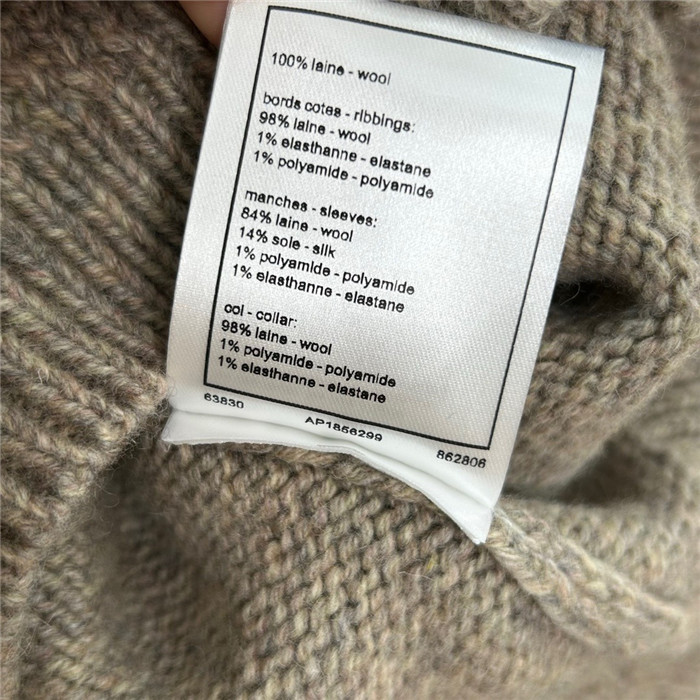 100% laine - wool
bords cotes - ribbings:
98% laine - wool
1% elasthanne - elastane
1% polyamide - polyamide
manches - sleeves:
84% laine - wool
14% soie - silk
1% polyamide - polyamide
1% elasthanne - elastane
col - collar:
98% laine - wool
1% polyamide - polyamide
1% elasthanne - elastane
63830 AP1856299 862806